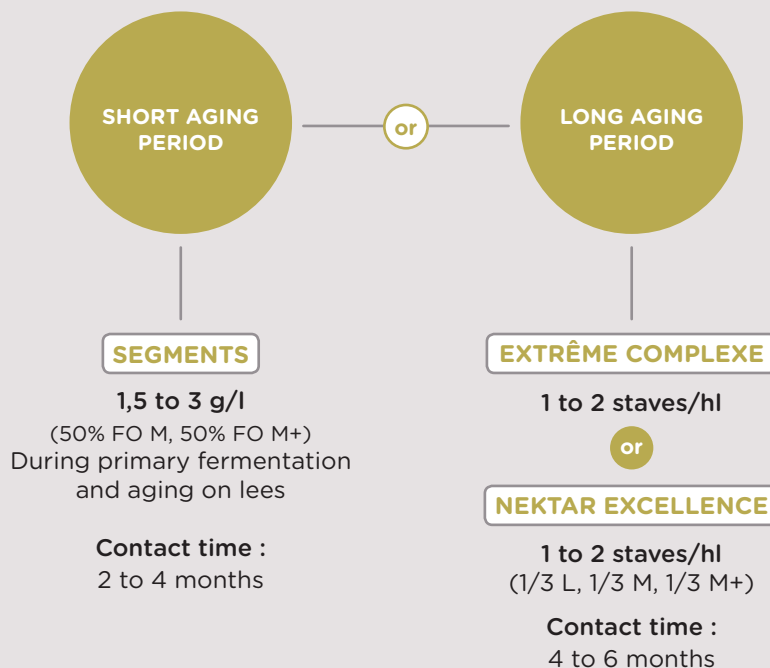 SHORT AGING
PERIOD
or
LONG AGING
PERIOD
SEGMENTS
1,5 to 3 g/l
(50% FO M, 50% FO M+)
During primary fermentation
and aging on lees
Contact time :
2 to 4 months
EXTRÊME COMPLEXE
1 to 2 staves/hl
or
NEKTAR EXCELLENCE
1 to 2 staves/hl
(1/3 L, 1/3 M, 1/3 M+)
Contact time :
4 to 6 months